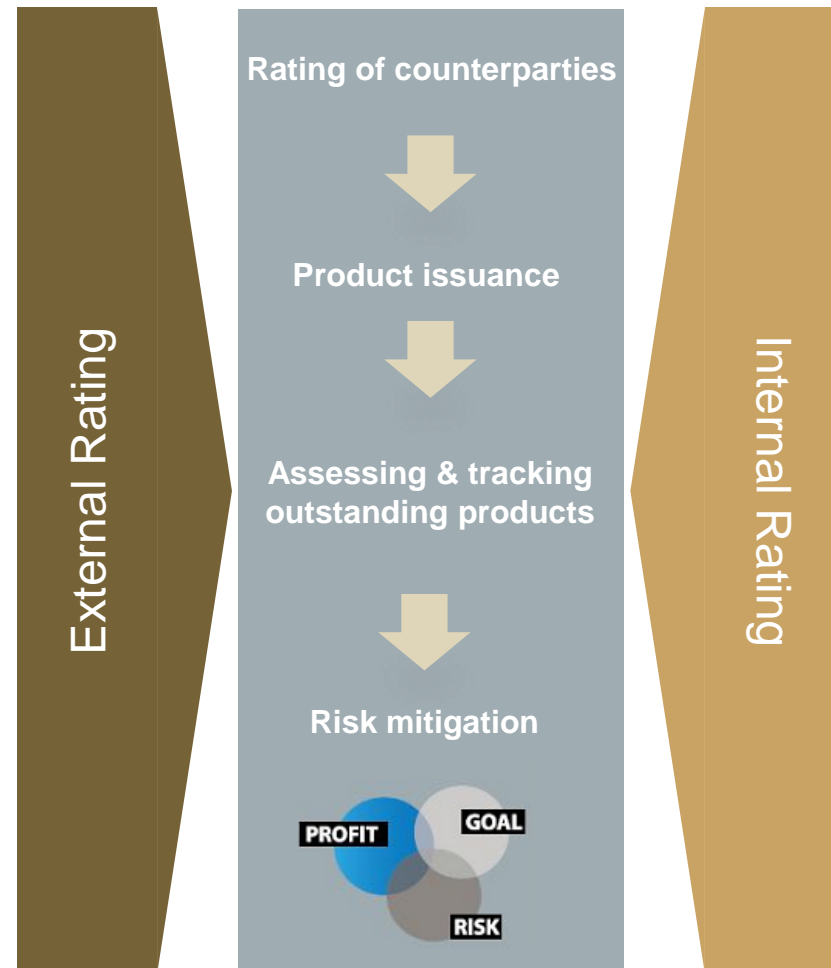 Rating of counterparties
Product issuance
External Rating
Internal Rating
Assessing & tracking
outstanding products
Risk mitigation
PROFIT
GOAL
RISK